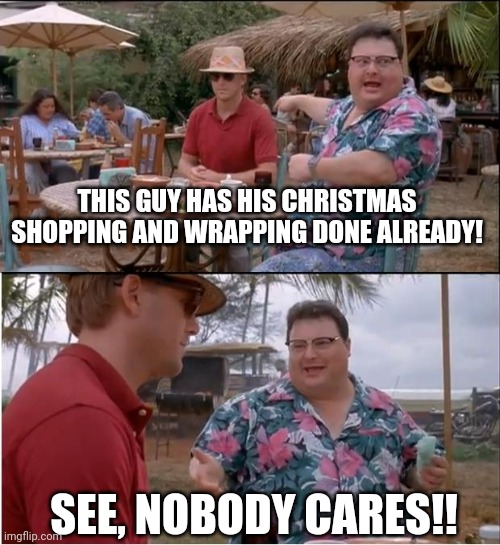 THIS GUY HAS HIS CHRISTMAS
SHOPPING AND WRAPPING DONE ALREADY!
SEE, NOBODY CARES!!
imgflip.com